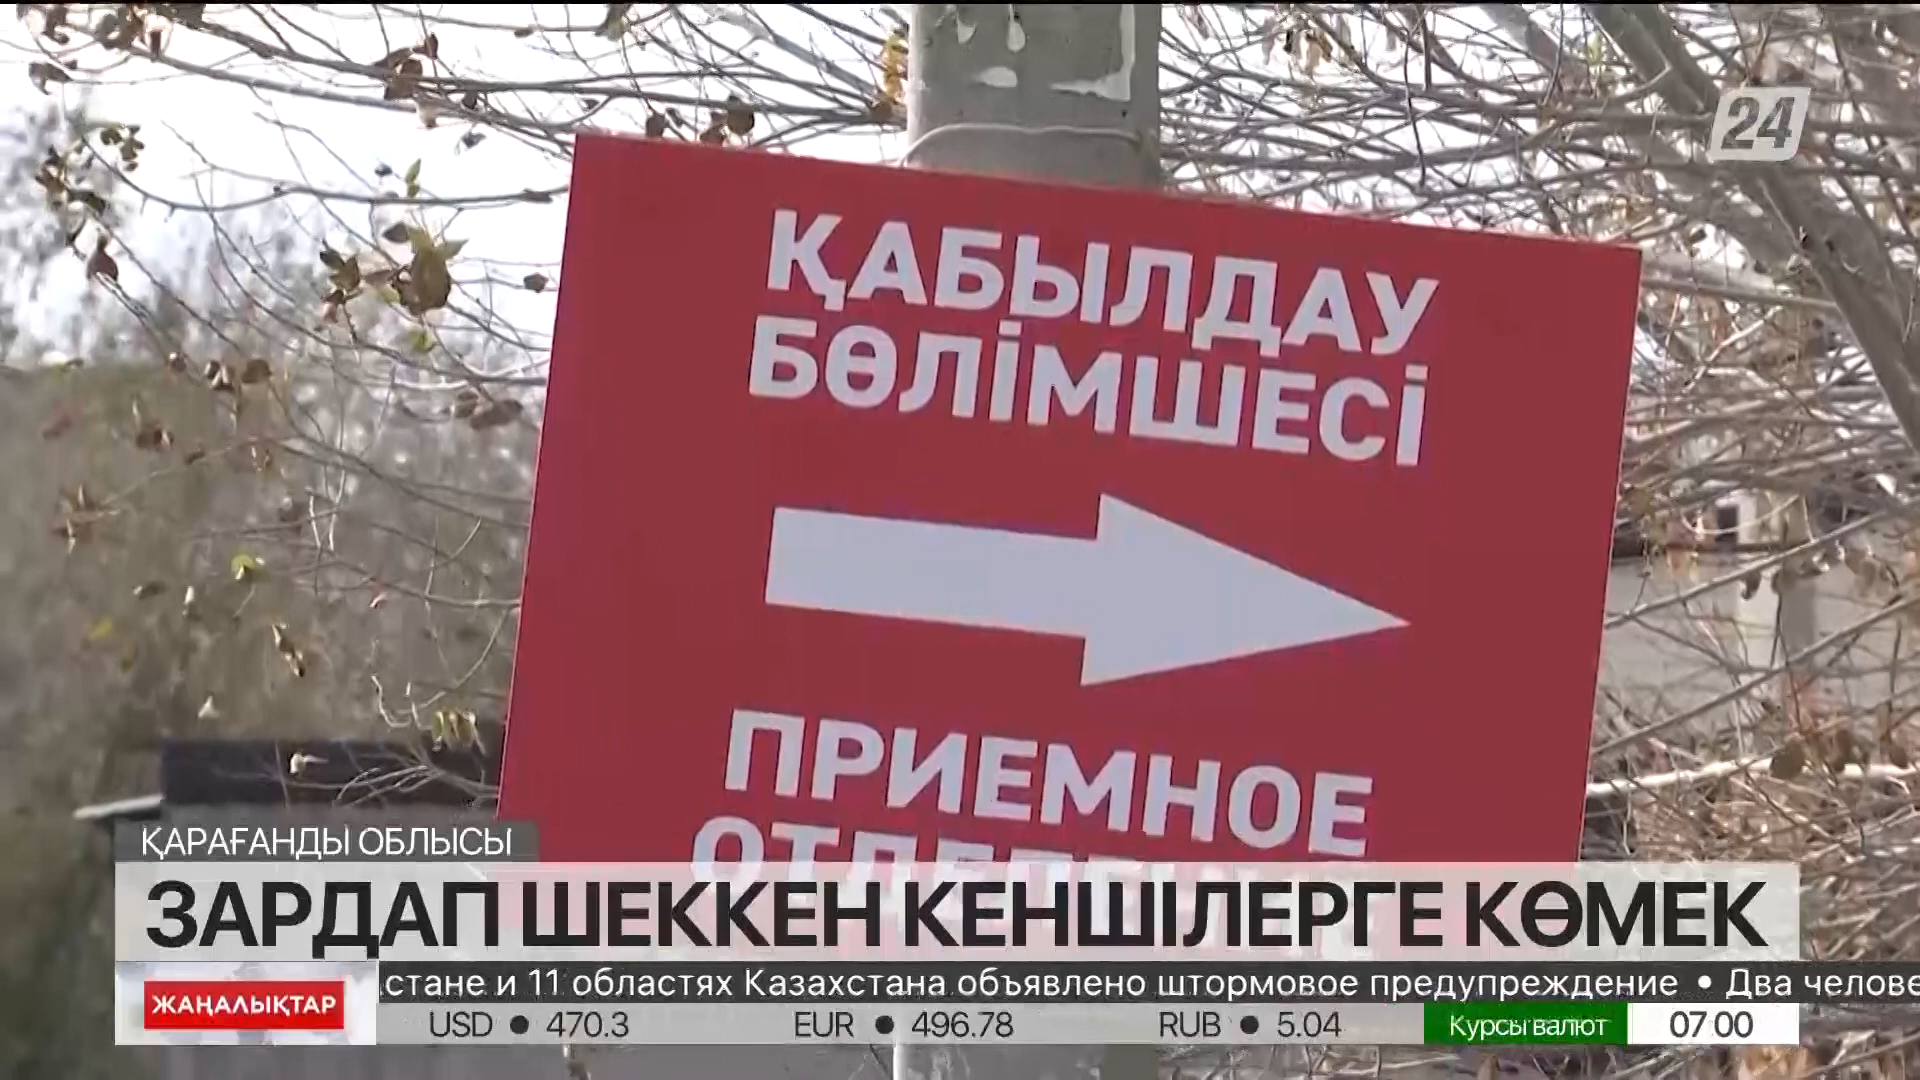 24
ҚАБЫЛДАУ
БӨЛІМШЕСІ
ПРИЕМНОЕ
ҚАРАҒАНДЫ ОБЛЫСЫ
ЗАРДАП ШЕККЕН КЕНШІЛЕРГЕ КӨМЕК
ЖАҢАЛЫҚТАР
стане и 11 областях Казахстана объявлено штормовое предупреждение • Два челове
USD • 470.3 EUR • 496.78 RUB • 5.04 Курсы валют 07 00